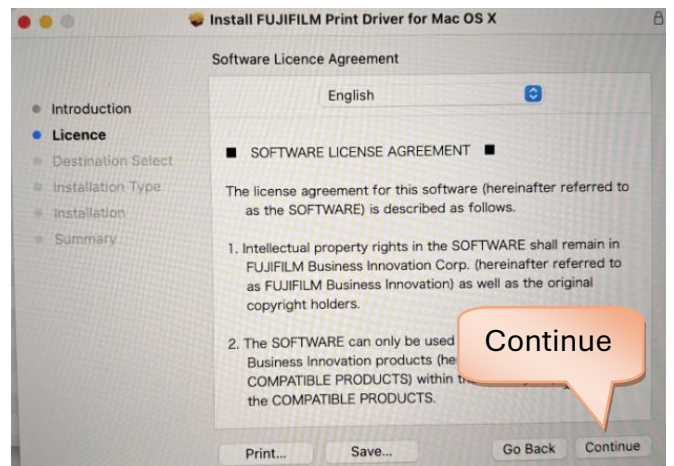 Install FUJIFILM Print Driver for Mac OS X
Software Licence Agreement
English
Introduction
Licence
Destination Select
Installation Type
Installation
Summary
■ SOFTWARE LICENSE AGREEMENT ■
The license agreement for this software (hereinafter referred to
as the SOFTWARE) is described as follows.
1. Intellectual property rights in the SOFTWARE shall remain in
FUJIFILM Business Innovation Corp. (hereinafter referred to
as FUJIFILM Business Innovation) as well as the original
copyright holders.
2. The SOFTWARE can only be used
Business Innovation products
COMPATIBLE PRODUCTS) within
the COMPATIBLE PRODUCTS.
Continue
Print...
Save...
Go Back
Continue